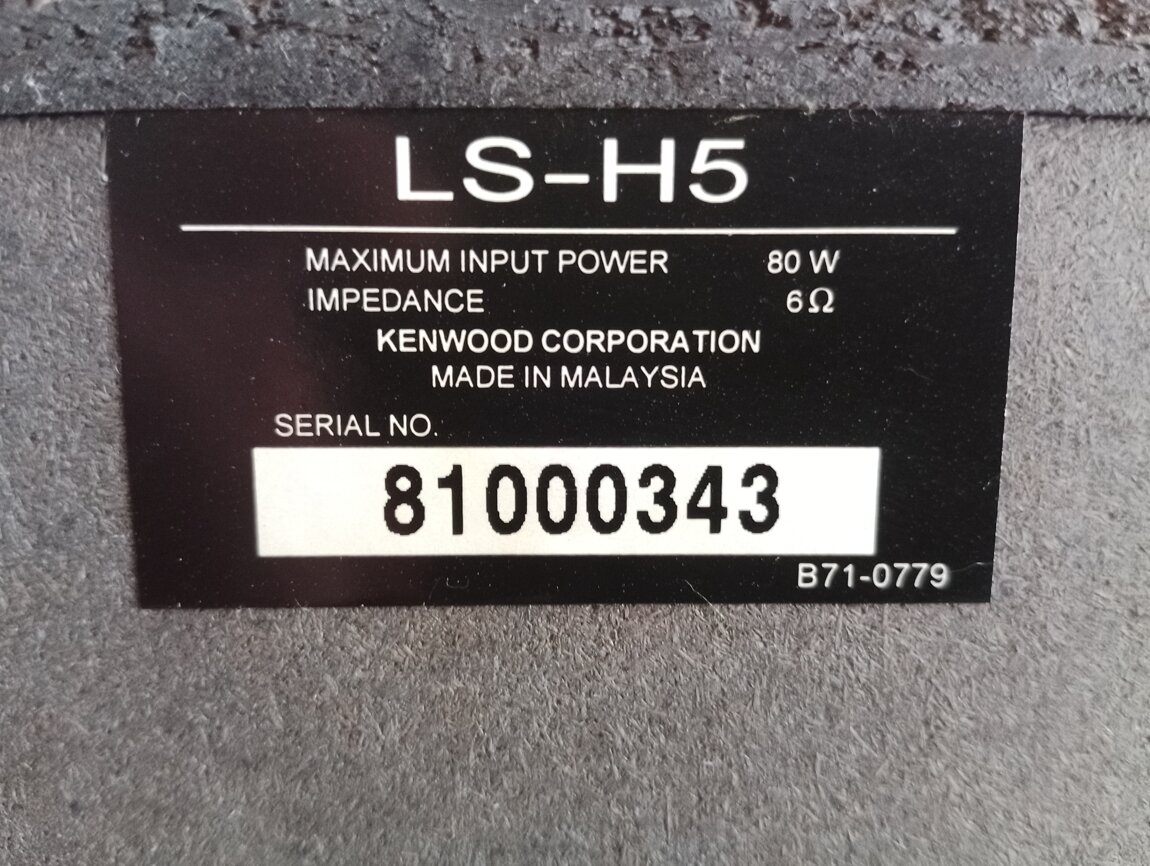 LS-H5
MAXIMUM INPUT POWER 80 W
IMPEDANCE 6Ω
KENWOOD CORPORATION
MADE IN MALAYSIA
SERIAL NO.
81000343
B71-0779